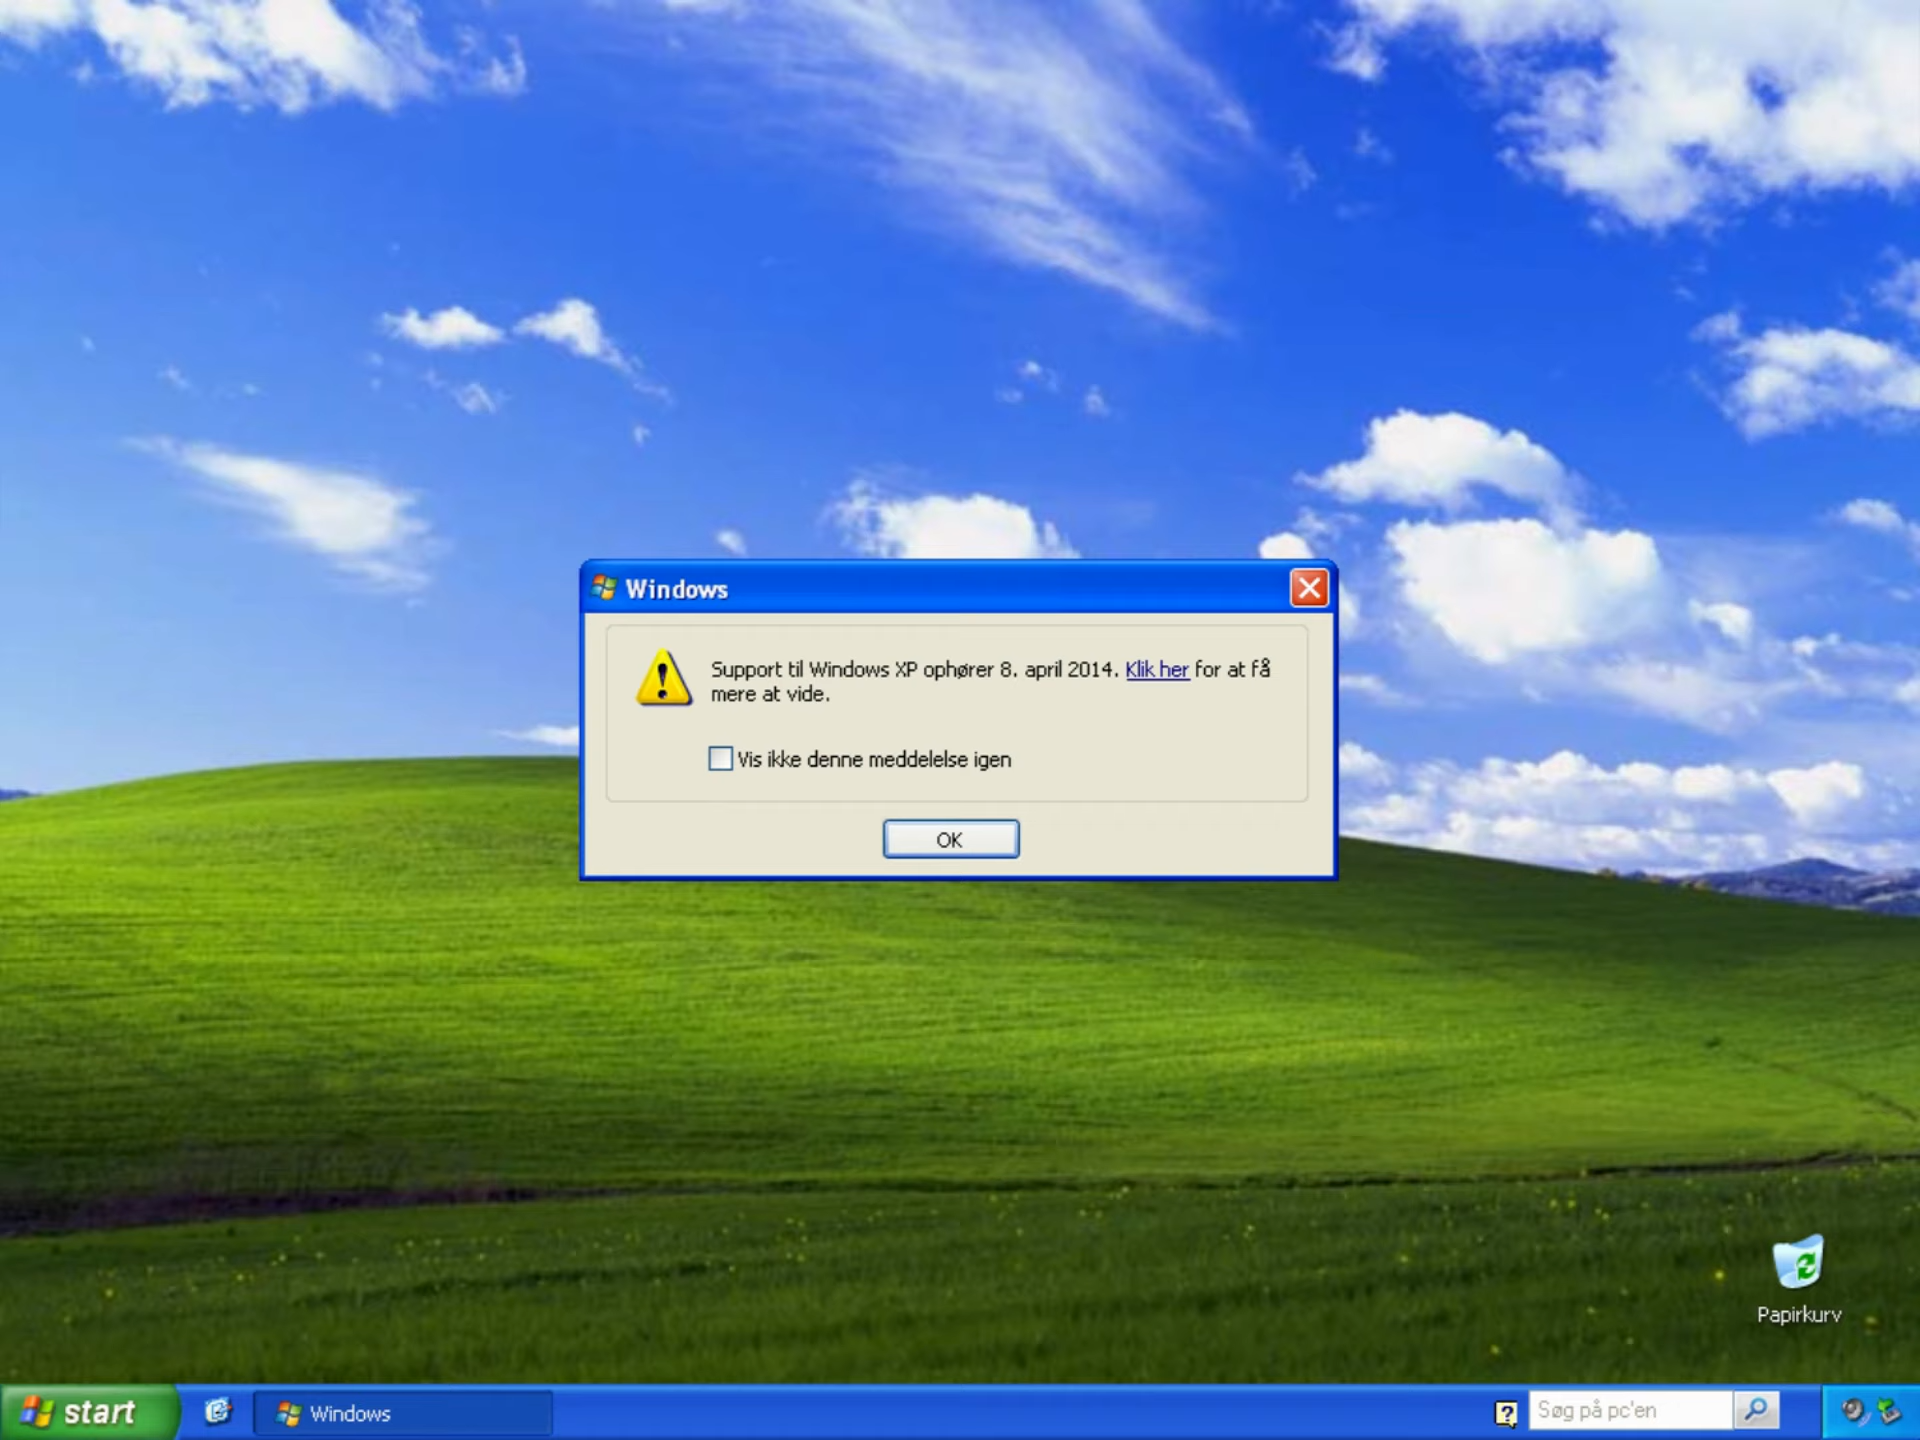 Windows
Support til Windows XP ophører 8. april 2014. Klik her for at få
mere at vide.
Vis ikke denne meddelelse igen
OK
Papirkurv
start
Windows
?
Søg på pc'en